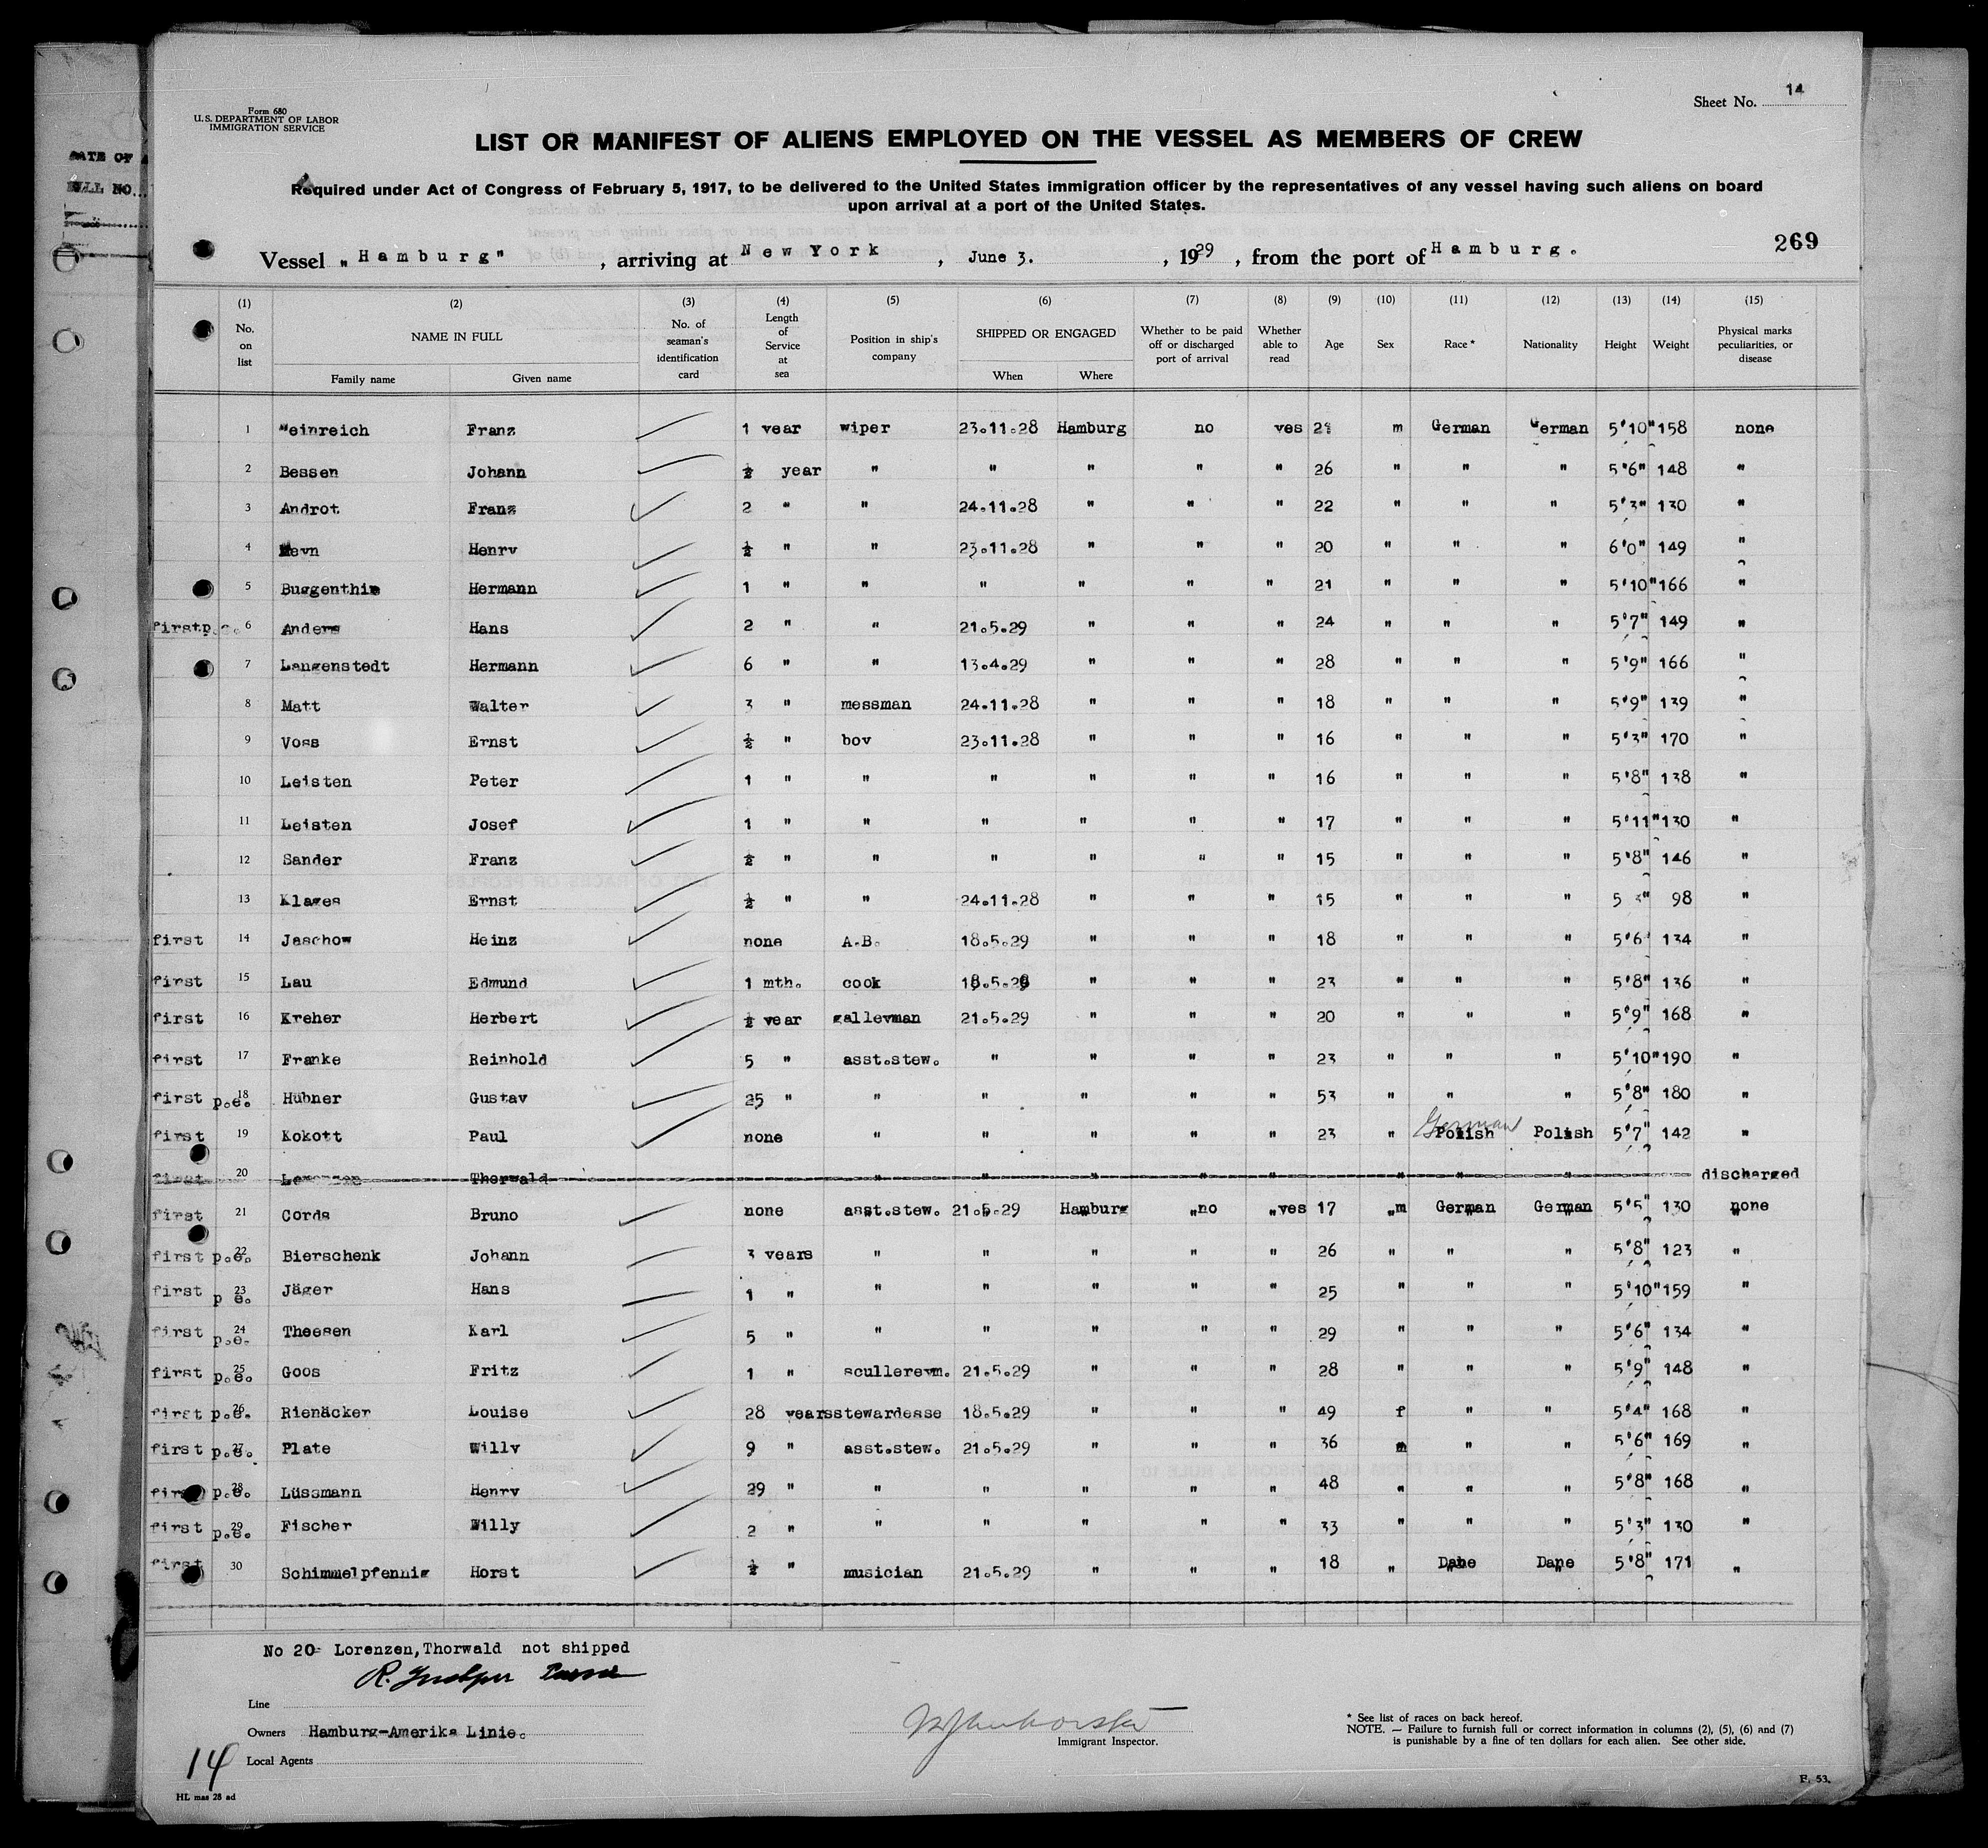 Form 680
U.S. DEPARTMENT OF LABOR
IMMIGRATION SERVICE
Sheet No. 14
LIST OR MANIFEST OF ALIENS EMPLOYED ON THE VESSEL AS MEMBERS OF CREW
Required under Act of Congress of February 5, 1917, to be delivered to the United States immigration officer by the representatives of any vessel having such aliens on board
upon arrival at a port of the United States.
269
Vessel „Hamburg" , arriving at New York , June 3. , 1929 , from the port of Hamburg.
(1) (2) (3) (4) (5) (6) (7) (8) (9) (10) (11) (12) (13) (14) (15)
No. on list NAME IN FULL Family name Given name No. of seaman's identification card Length of Service at sea Position in ship's company SHIPPED OR ENGAGED When Where Whether to be paid off or discharged port of arrival Whether able to read Age Sex Race * Nationality Height Weight Physical marks peculiarities, or disease
1 Weinreich Franz 1 year wiper 23.11.28 Hamburg no yes m German German 5'10" 158 none
2 Bessen Johann ½ year " " " " " 26 " " " 5'6" 148 "
3 Androt Franz 2 " " 24.11.28 " " " 22 " " " 5'3" 130 "
4 Henry ½ " " 23.11.28 " " " 20 " " " 6'0" 149 "
5 Buggenthin Hermann 1 " " " " " " 21 " " " 5'10" 166 "
first p.e. 6 Anders Hans 2 " " 21.5.29 " " " 24 " " " 5'7" 149 "
7 Langenstedt Hermann 6 " " 13.4.29 " " " 28 " " " 5'9" 166 "
8 Matt Walter 3 " messman 24.11.28 " " " 18 " " " 5'9" 139 "
9 Voss Ernst ½ " boy 23.11.28 " " " 16 " " " 5'3" 170 "
10 Leisten Peter 1 " " " " " " 16 " " " 5'8" 138 "
11 Leisten Josef 1 " " " " " " 17 " " " 5'11" 130 "
12 Sander Franz ½ " " " " " " 15 " " " 5'8" 146 "
13 Klages Ernst ½ " " 24.11.28 " " " 15 " " " 5 3" 98 "
first 14 Jaschow Heinz none A.B. 18.5.29 " " " 18 " " " 5'6' 134 "
first 15 Lau Edmund 1 mth. cook 18.5.29 " " " 23 " " " 5'8" 136 "
first 16 Kreher Herbert ½ year galleyman 21.5.29 " " " 20 " " " 5'9" 168 "
first 17 Franke Reinhold 5 " asst.stew. " " " " 23 " " " 5'10" 190 "
first p.e. 18 Hübner Gustav 25 " " " " " " 53 " " " 5'8" 180 "
first 19 Kokott Paul none " " " " " 23 " German Polish Polish 5'7" 142 "
first 20 Lorenzen Thorwald " " " " " " " " discharged
first 21 Cords Bruno none asst.stew. 21.5.29 Hamburg no yes 17 m German German 5'5" 130 none
first p.e. 22 Bierschenk Johann 3 years " " " " " 26 " " " 5'8" 123 "
first p e. 23 Jäger Hans 1 " " " " " " 25 " " " 5'10" 159 "
first p.e. 24 Theesen Karl 5 " " " " " " 29 " " " 5'6" 134 "
first p.e. 25 Goos Fritz 1 " scullerym. 21.5.29 " " " 28 " " " 5'9" 148 "
first p.e. 26 Rienäcker Louise 28 years stewardesse 18.5.29 " " " 49 f " " 5'4" 168 "
first p.e. 27 Plate Willy 9 " asst.stew. 21.5.29 " " " 36 m " " 5'6" 169 "
first p.e. 28 Lüssmann Henry 29 " " " " " " 48 " " " 5'8" 168 "
first p.e. 29 Fischer Willy 2 " " " " " " 33 " " " 5'3" 130 "
first 30 Schimmelpfennig Horst ½ " musician 21.5.29 " " " 18 " Dane Dane 5'8" 171 "
No 20 Lorenzen,Thorwald not shipped
Line
Owners Hamburg-Amerika Linie.
Local Agents
Immigrant Inspector.
* See list of races on back hereof.
NOTE. — Failure to furnish full or correct information in columns (2), (5), (6) and (7)
is punishable by a fine of ten dollars for each alien. See other side.
14
HL mas 28 ad
F. 53.